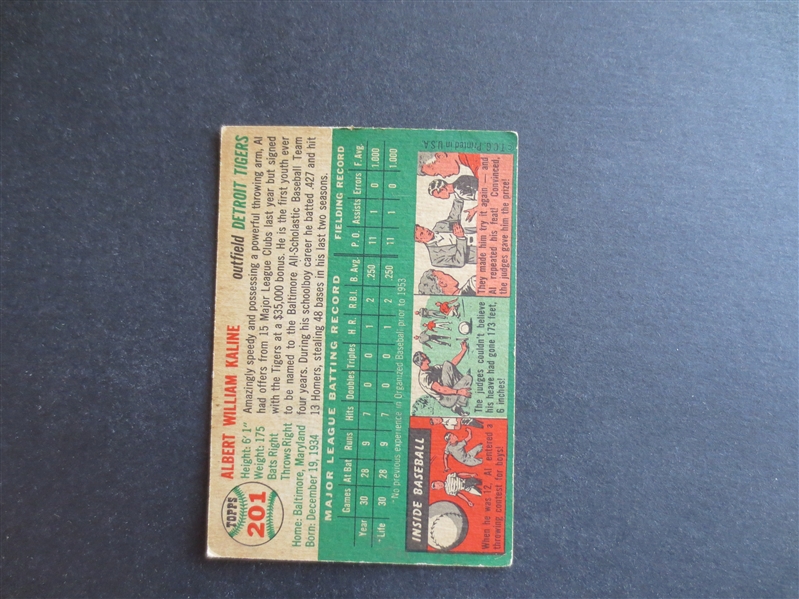 TOPPS
201
ALBERT WILLIAM KALINE
outfield DETROIT TIGERS
Height: 6' 1"
Weight: 175
Bats Right
Throws Right
Home: Baltimore, Maryland
Born: December 19, 1934
Amazingly speedy and possessing a powerful throwing arm, Al
had offers from 15 Major League Clubs last year but signed
with the Tigers at a $35,000 bonus. He is the first youth ever
to be named to the Baltimore All-Scholastic Baseball Team
four years. During his schoolboy career he batted .427 and hit
13 Homers, stealing 48 bases in his last two seasons.
MAJOR LEAGUE BATTING RECORD FIELDING RECORD
Games At Bat Runs Hits Doubles Triples H. R. R.B.I. B. Avg. P. O. Assists Errors F. Avg.
Year 30 28 9 7 0 0 1 2 .250 11 1 0 1.000
*Life 30 28 9 7 0 0 1 2 .250 11 1 0 1.000
*No previous experience in Organized Baseball prior to 1953
INSIDE BASEBALL
When he was 12, Al entered a
throwing contest for boys!
The judges couldn't believe
his heave had gone 173 feet,
6 inches!
They made him try it again — and
Al repeated his feat! Convinced,
the judges gave him the prize!
T.C.G. Printed in U.S.A.